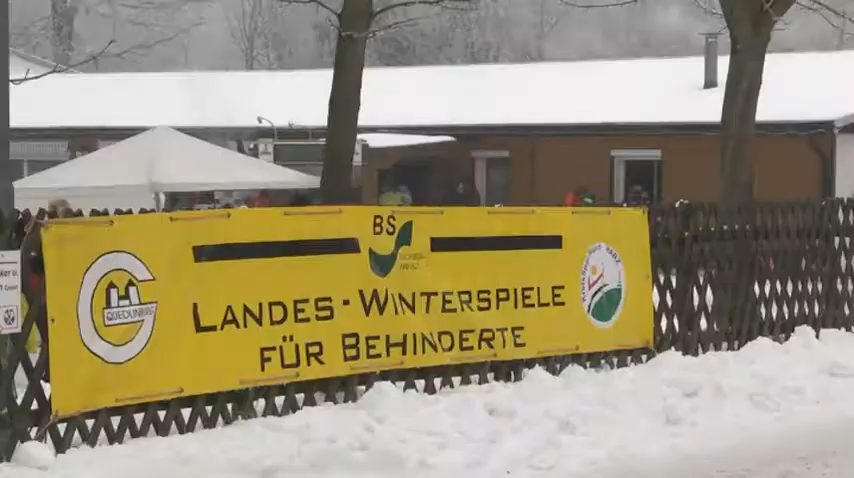 BS
LANDES - WINTERSPIELE
FÜR BEHINDERTE
QUEDLINBURG